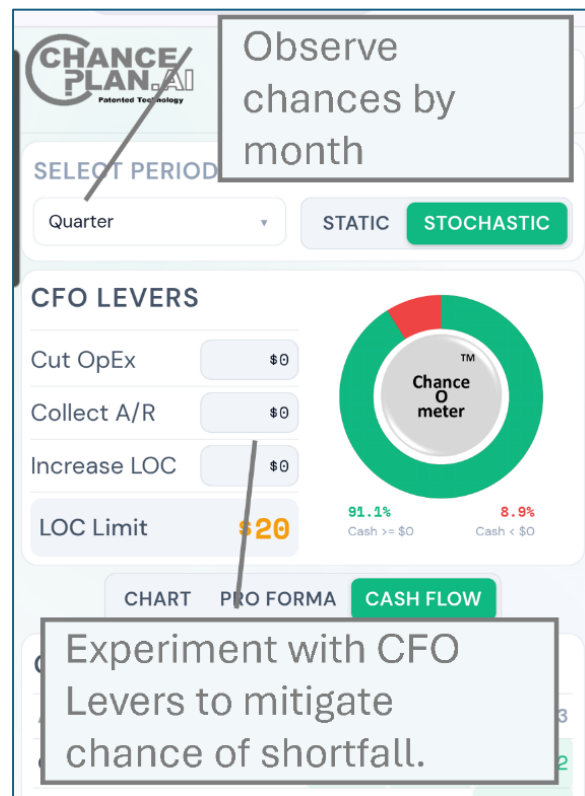 CHANCE
PLAN.AI
Patented Technology
Observe
chances by
month
SELECT PERIOD
Quarter
STATIC STOCHASTIC
CFO LEVERS
Cut OpEx $0
Collect A/R $0
Increase LOC $0
LOC Limit $20
TM
Chance
O
meter
91.1% 8.9%
Cash >= $0 Cash < $0
CHART PRO FORMA CASH FLOW
Experiment with CFO
Levers to mitigate
chance of shortfall.
3
2